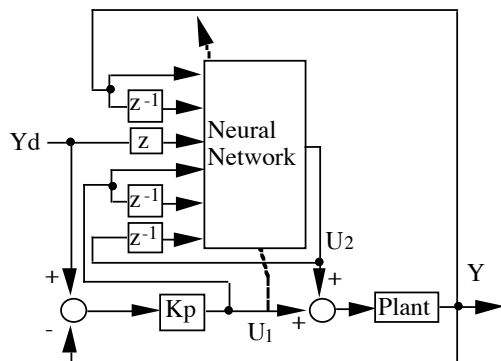 z⁻¹
Yd
z
Neural
Network
z⁻¹
z⁻¹
U₂
+
+
Y
-
Kp
U₁
+
Plant